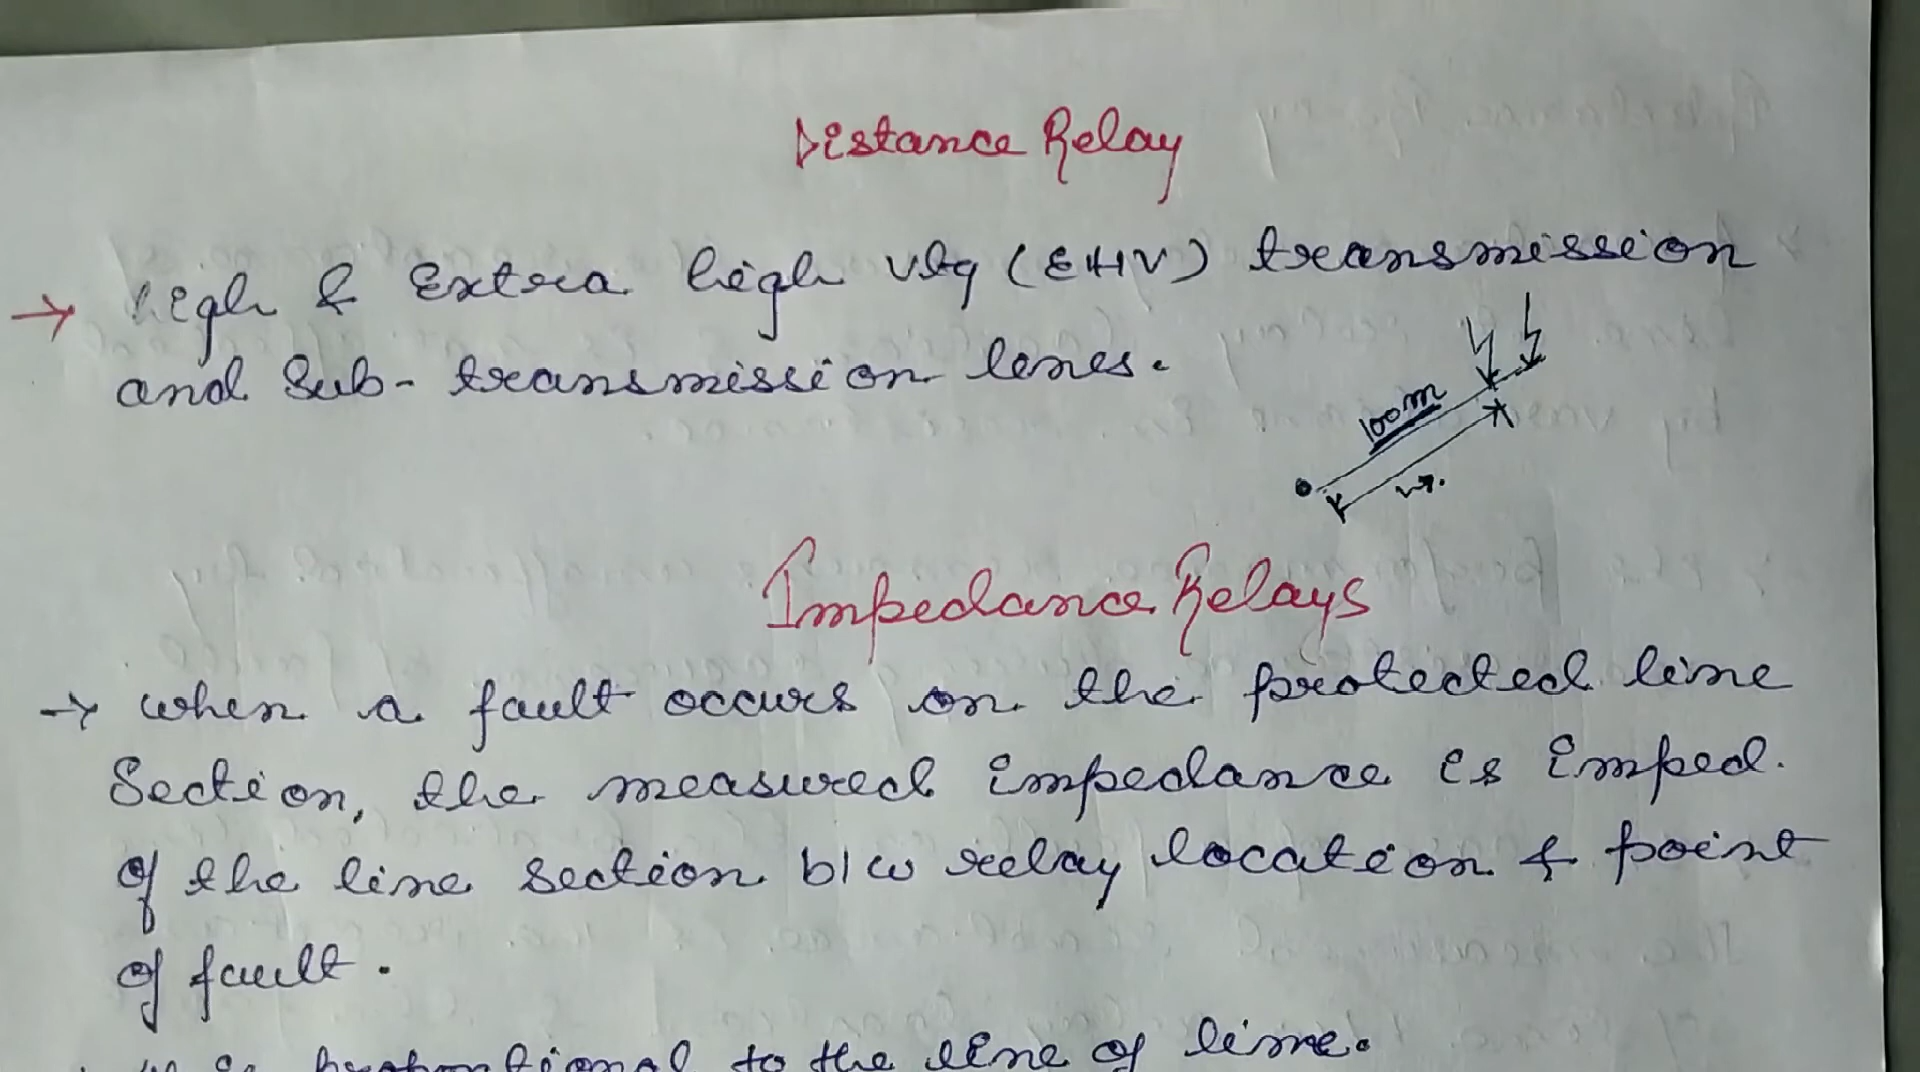 Distance Relay
→ high & Extra high vtg (EHV) transmission
and Sub-transmission lines.
100m
Impedance Relays
→ when a fault occurs on the protected line
Section, the measured impedance is imped.
of the line section b/w relay location & point
of fault.
proportional to the line of line.